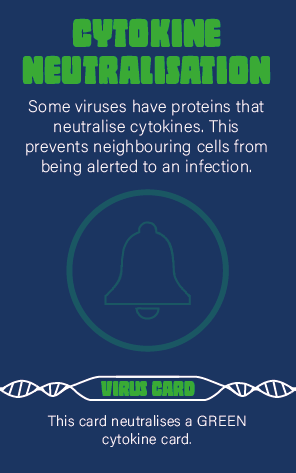 CYTOKINE
NEUTRALISATION
Some viruses have proteins that
neutralise cytokines. This
prevents neighbouring cells from
being alerted to an infection.
VIRUS CARD
This card neutralises a GREEN
cytokine card.